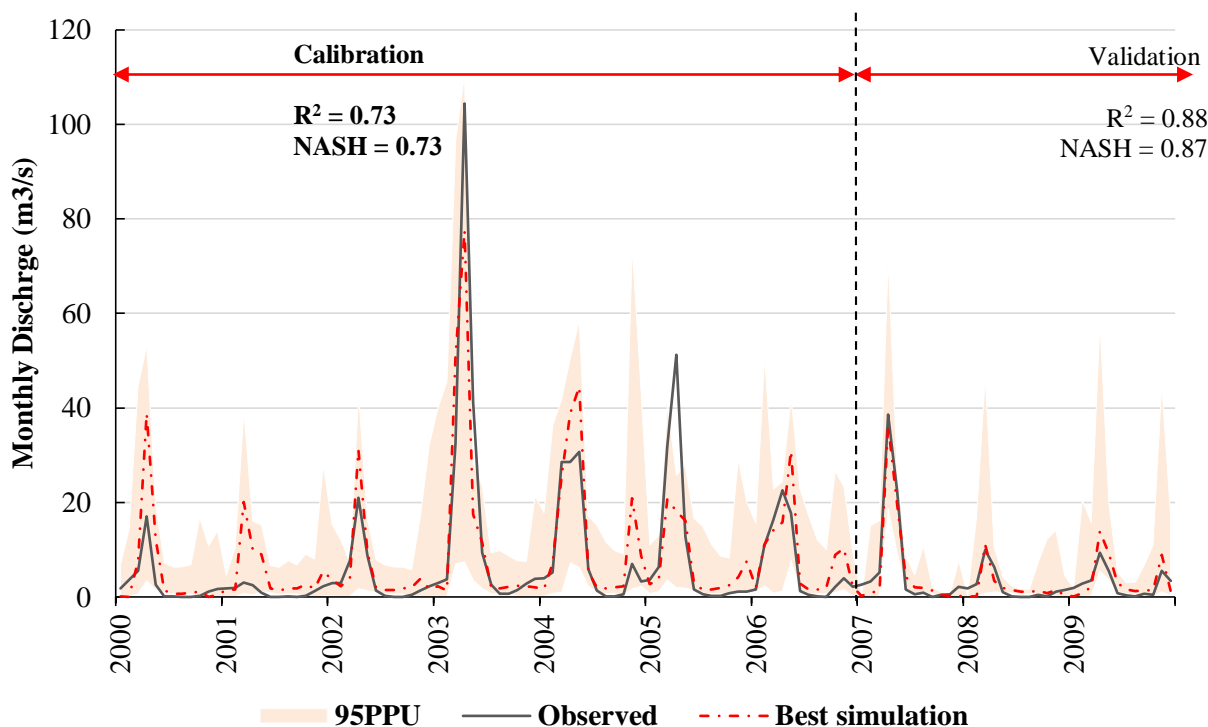 120
100
80
60
40
20
0
Monthly Dischrge (m3/s)
Calibration
R² = 0.73
NASH = 0.73
Validation
R² = 0.88
NASH = 0.87
2000
2001
2002
2003
2004
2005
2006
2007
2008
2009
95PPU
Observed
Best simulation